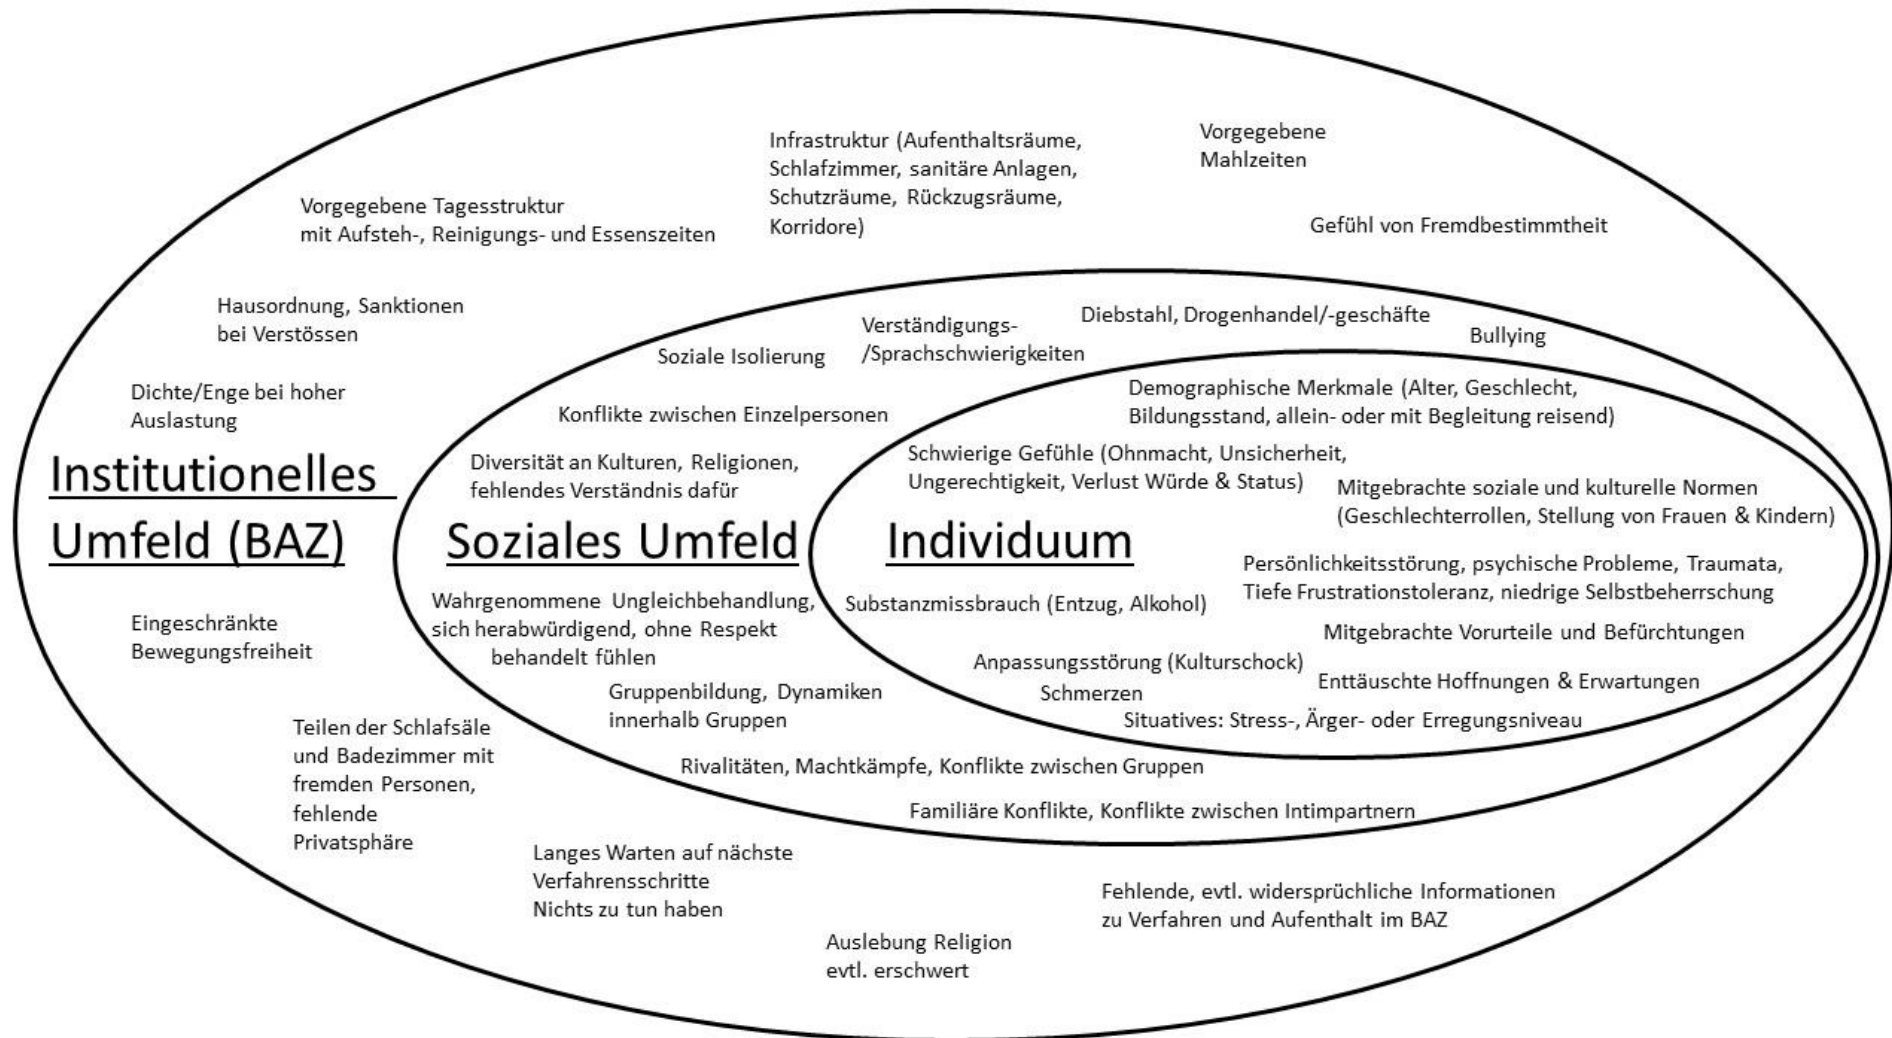 Infrastruktur (Aufenthaltsräume,
Schlafzimmer, sanitäre Anlagen,
Schutzräume, Rückzugsräume,
Korridore)
Vorgegebene
Mahlzeiten
Vorgegebene Tagesstruktur
mit Aufsteh-, Reinigungs- und Essenszeiten
Gefühl von Fremdbestimmtheit
Hausordnung, Sanktionen
bei Verstössen
Dichte/Enge bei hoher
Auslastung
Institutionelles
Umfeld (BAZ)
Eingeschränkte
Bewegungsfreiheit
Teilen der Schlafsäle
und Badezimmer mit
fremden Personen,
fehlende
Privatsphäre
Langes Warten auf nächste
Verfahrensschritte
Nichts zu tun haben
Auslebung Religion
evtl. erschwert
Fehlende, evtl. widersprüchliche Informationen
zu Verfahren und Aufenthalt im BAZ
Diebstahl, Drogenhandel/-geschäfte
Bullying
Verständigungs-
/Sprachschwierigkeiten
Soziale Isolierung
Konflikte zwischen Einzelpersonen
Diversität an Kulturen, Religionen,
fehlendes Verständnis dafür
Soziales Umfeld
Wahrgenommene Ungleichbehandlung,
sich herabwürdigend, ohne Respekt
behandelt fühlen
Gruppenbildung, Dynamiken
innerhalb Gruppen
Rivalitäten, Machtkämpfe, Konflikte zwischen Gruppen
Familiäre Konflikte, Konflikte zwischen Intimpartnern
Demographische Merkmale (Alter, Geschlecht,
Bildungsstand, allein- oder mit Begleitung reisend)
Schwierige Gefühle (Ohnmacht, Unsicherheit,
Ungerechtigkeit, Verlust Würde & Status)
Mitgebrachte soziale und kulturelle Normen
(Geschlechterrollen, Stellung von Frauen & Kindern)
Individuum
Persönlichkeitsstörung, psychische Probleme, Traumata,
Tiefe Frustrationstoleranz, niedrige Selbstbeherrschung
Substanzmissbrauch (Entzug, Alkohol)
Mitgebrachte Vorurteile und Befürchtungen
Anpassungsstörung (Kulturschock)
Enttäuschte Hoffnungen & Erwartungen
Schmerzen
Situatives: Stress-, Ärger- oder Erregungsniveau